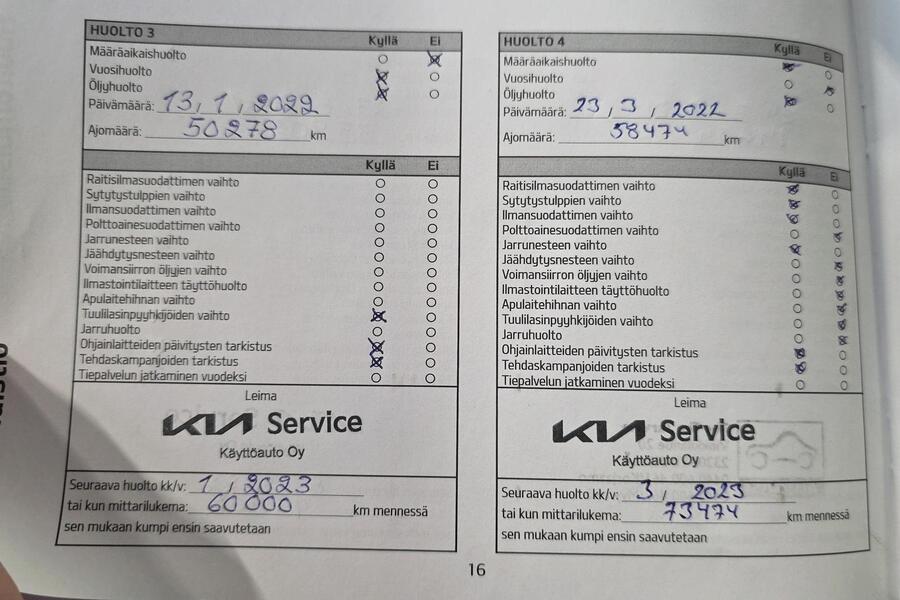 HUOLTO 3
Kyllä Ei
Määräaikaishuolto
Vuosihuolto
Öljyhuolto
Päivämäärä: 13, 1, 2022
Ajomäärä: 50278 km
Kyllä Ei
Raitisilmasuodattimen vaihto
Sytytystulppien vaihto
Ilmansuodattimen vaihto
Polttoainesuodattimen vaihto
Jarrunesteen vaihto
Jäähdytysnesteen vaihto
Voimansiirron öljyjen vaihto
Ilmastointilaitteen täyttöhuolto
Apulaitehihnan vaihto
Tuulilasinpyyhkijöiden vaihto
Jarruhuolto
Ohjainlaitteiden päivitysten tarkistus
Tehdaskampanjoiden tarkistus
Tiepalvelun jatkaminen vuodeksi
Leima
KIA Service
Käyttöauto Oy
Seuraava huolto kk/v: 1, 2023
tai kun mittarilukema: 60 000 km mennessä
sen mukaan kumpi ensin saavutetaan
HUOLTO 4
Kyllä Ei
Määräaikaishuolto
Vuosihuolto
Öljyhuolto
Päivämäärä: 23, 3, 2022
Ajomäärä: 58474 km
Kyllä Ei
Raitisilmasuodattimen vaihto
Sytytystulppien vaihto
Ilmansuodattimen vaihto
Polttoainesuodattimen vaihto
Jarrunesteen vaihto
Jäähdytysnesteen vaihto
Voimansiirron öljyjen vaihto
Ilmastointilaitteen täyttöhuolto
Apulaitehihnan vaihto
Tuulilasinpyyhkijöiden vaihto
Jarruhuolto
Ohjainlaitteiden päivitysten tarkistus
Tehdaskampanjoiden tarkistus
Tiepalvelun jatkaminen vuodeksi
Leima
KIA Service
Käyttöauto Oy
Seuraava huolto kk/v: 3, 2023
tai kun mittarilukema: 73474 km mennessä
sen mukaan kumpi ensin saavutetaan
16